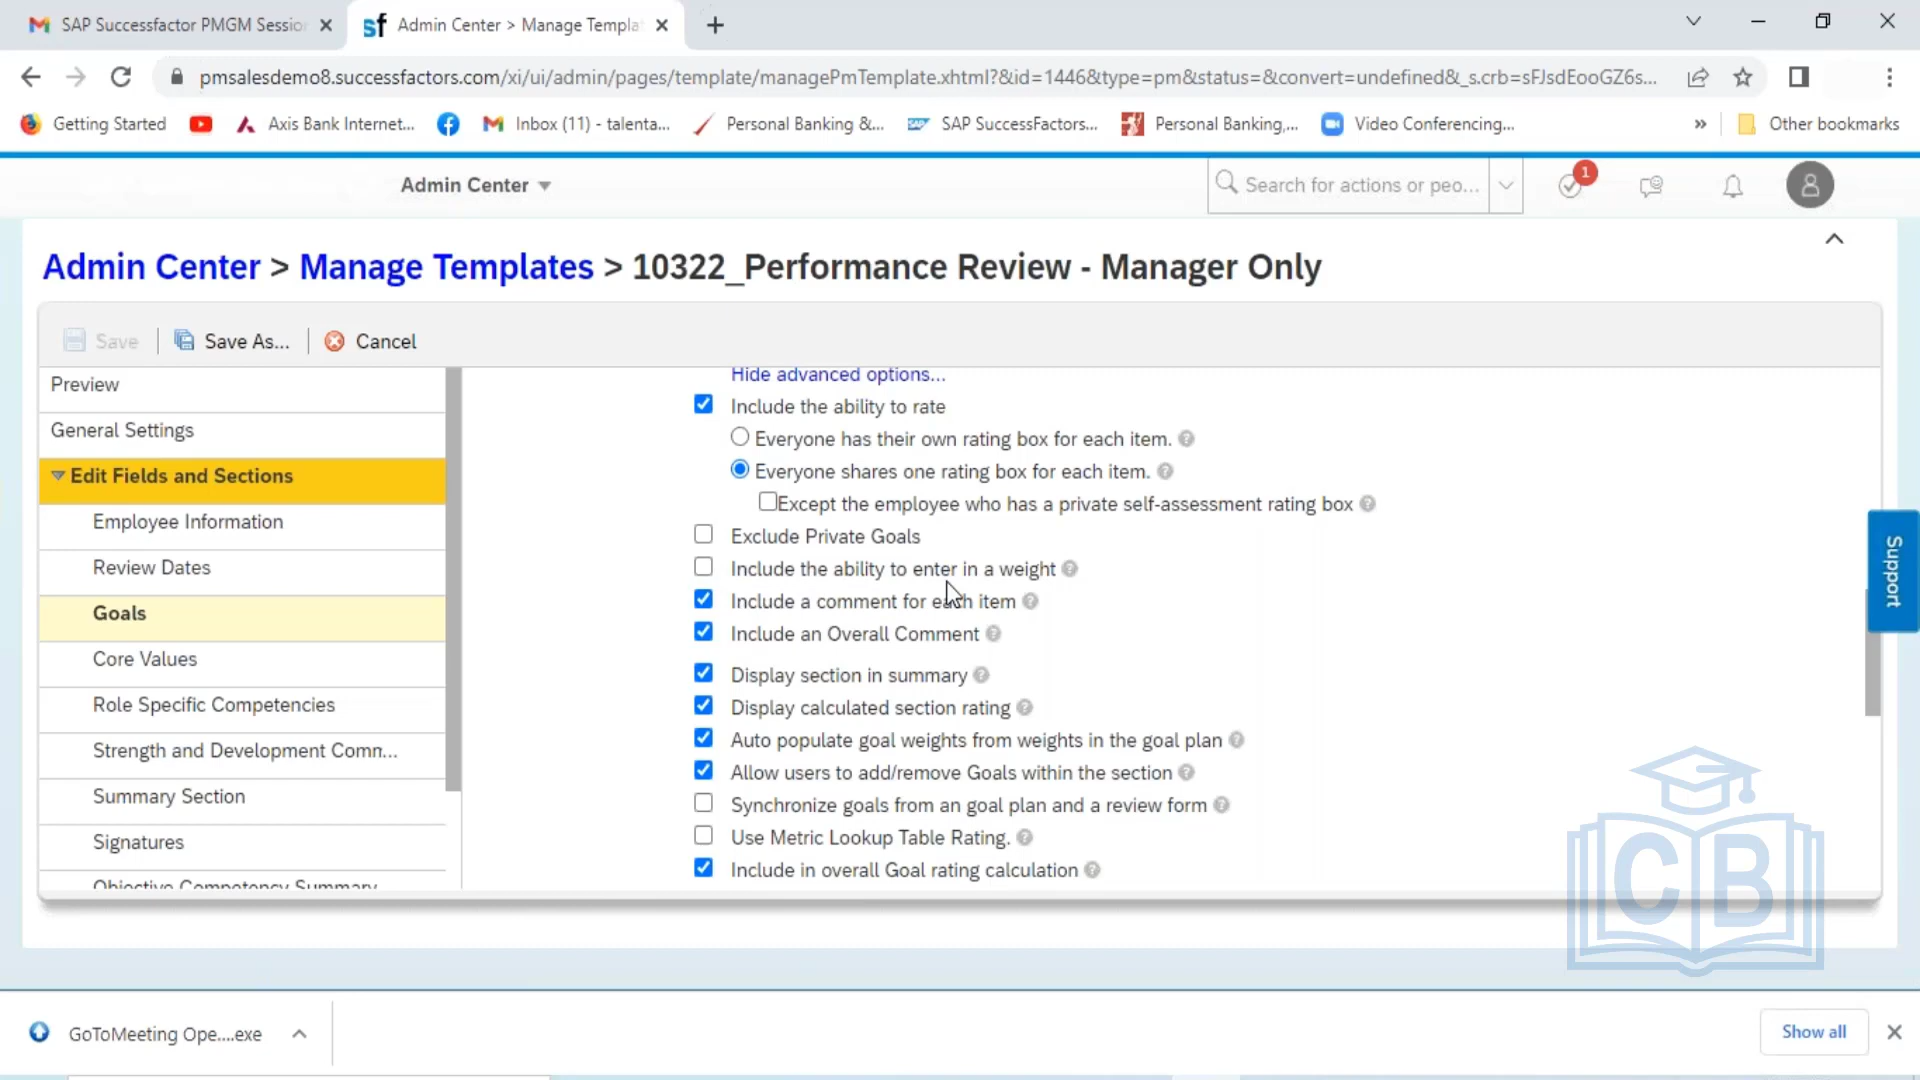 SAP Successfactor PMGM Sessio
sf Admin Center > Manage Templa
pmsalesdemo8.successfactors.com/xi/ui/admin/pages/template/managePmTemplate.xhtml?&id=1446&type=pm&status=&convert=undefined&_s.crb=sFJsdEooGZ6s...
Getting Started
Axis Bank Internet...
Inbox (11) - talenta...
Personal Banking &...
SAP SuccessFactors...
Personal Banking,...
Video Conferencing...
»
Other bookmarks
Admin Center
Search for actions or peo...
1
Admin Center > Manage Templates > 10322_Performance Review - Manager Only
Save
Save As...
Cancel
Preview
General Settings
Edit Fields and Sections
Employee Information
Review Dates
Goals
Core Values
Role Specific Competencies
Strength and Development Comm...
Summary Section
Signatures
Objective Competency Summary
Hide advanced options...
Include the ability to rate
Everyone has their own rating box for each item.
Everyone shares one rating box for each item.
Except the employee who has a private self-assessment rating box
Exclude Private Goals
Include the ability to enter in a weight
Include a comment for each item
Include an Overall Comment
Display section in summary
Display calculated section rating
Auto populate goal weights from weights in the goal plan
Allow users to add/remove Goals within the section
Synchronize goals from an goal plan and a review form
Use Metric Lookup Table Rating.
Include in overall Goal rating calculation
Support
CB
GoToMeeting Ope....exe
Show all